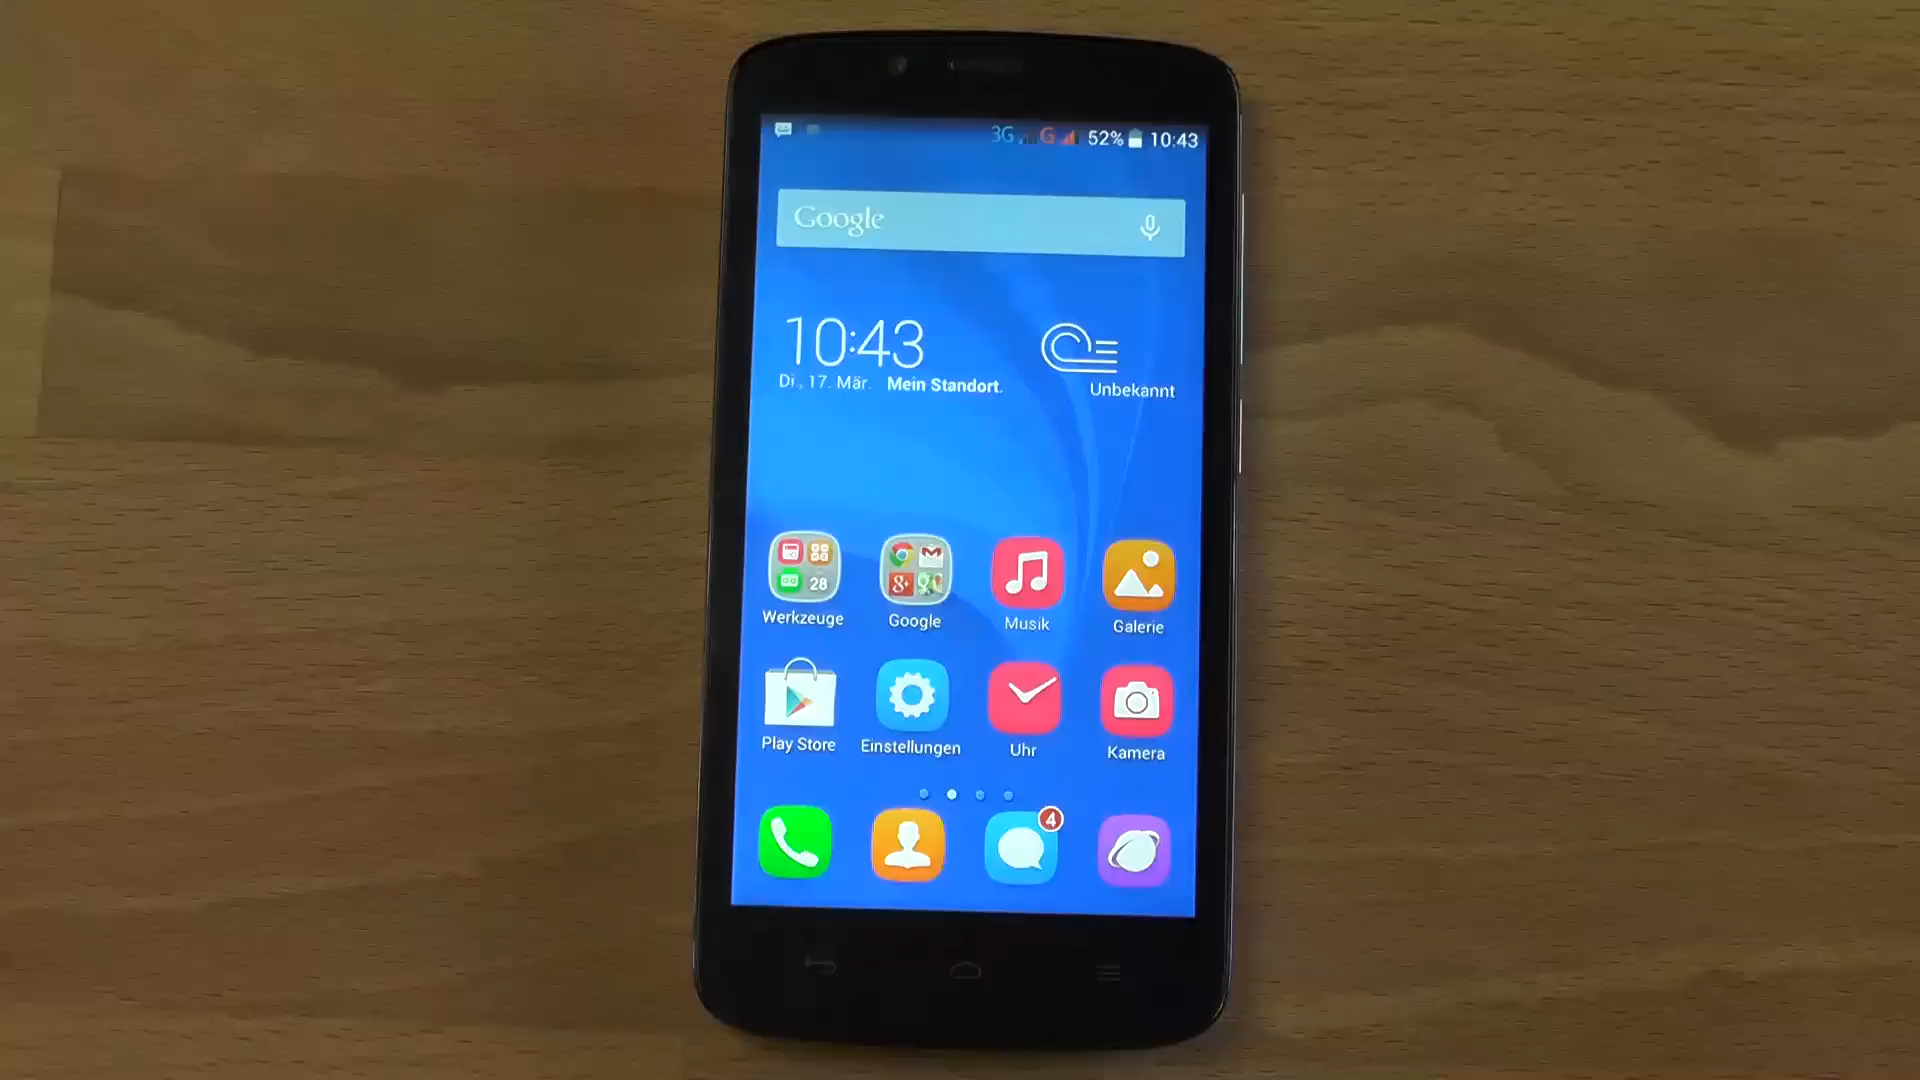 3G G 52% 10:43
Google
10:43
Di., 17. Mär. Mein Standort.
Unbekannt
28
Werkzeuge Google Musik Galerie
Play Store Einstellungen Uhr Kamera
4